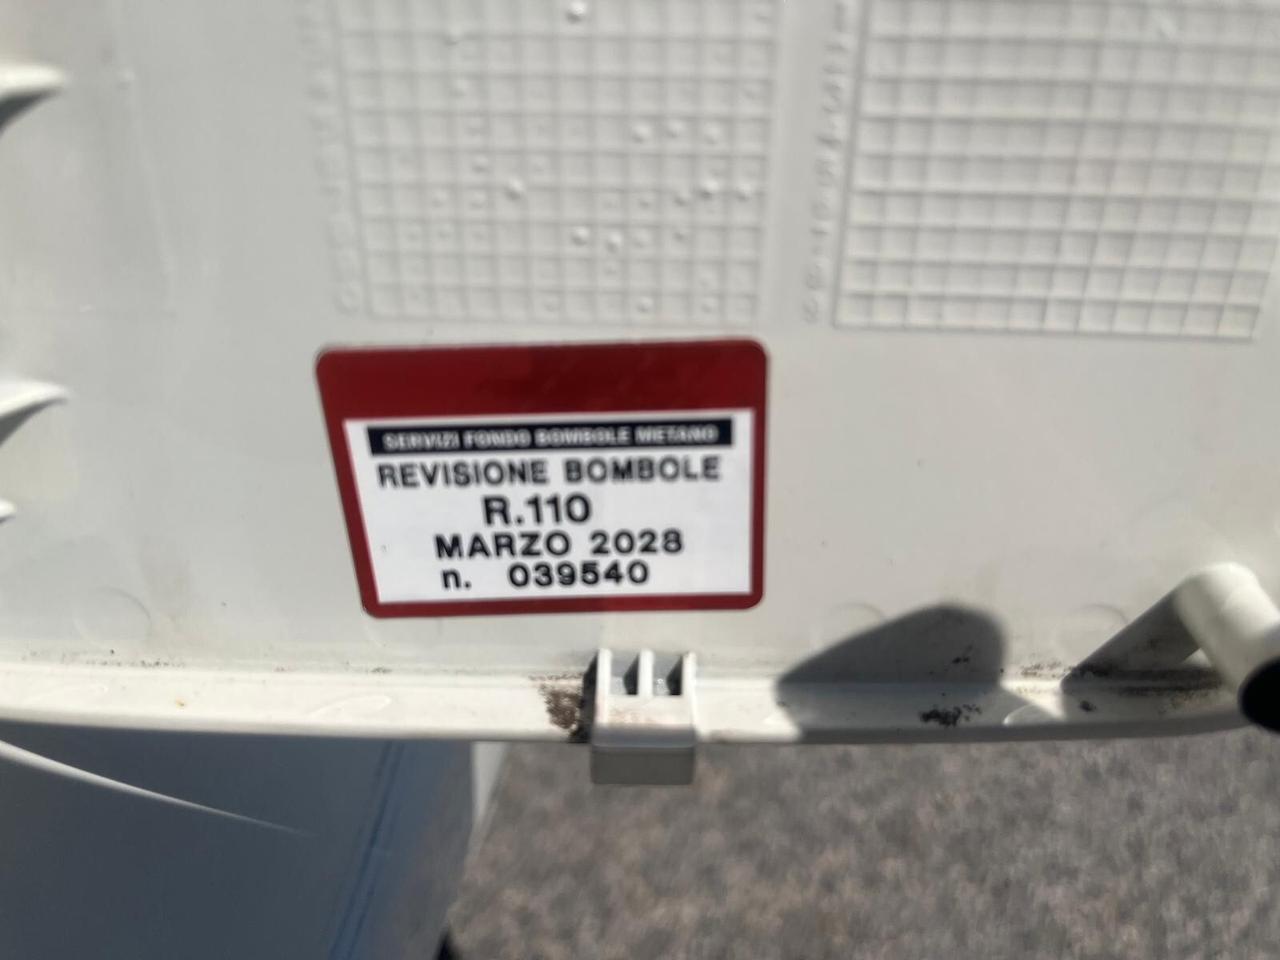 SERVIZI FONDO BOMBOLE METANO
REVISIONE BOMBOLE
R.110
MARZO 2028
n. 039540